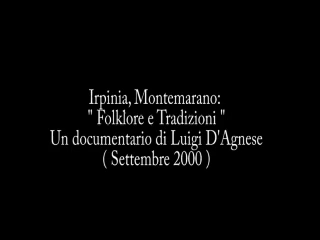 Irpinia, Montemarano:
" Folklore e Tradizioni "
Un documentario di Luigi D'Agnese
( Settembre 2000 )